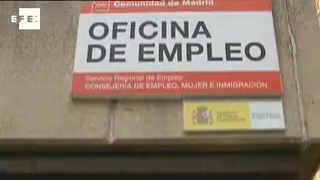 EFE:
Comunidad de Madrid
OFICINA
DE EMPLEO
Servicio Regional de Empleo
CONSEJERÍA DE EMPLEO, MUJER E INMIGRACIÓN